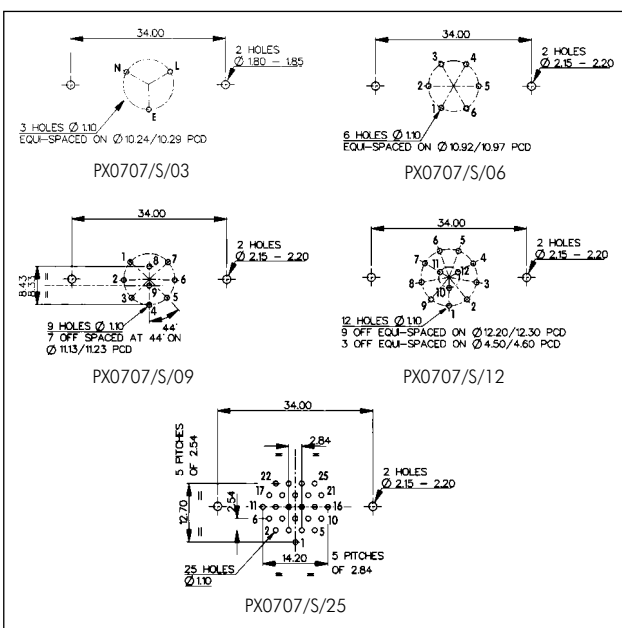 34.00
2 HOLES
Ø 1.80 – 1.85
N
L
E
3 HOLES Ø 1.10
EQUI-SPACED ON Ø 10.24/10.29 PCD
PX0707/S/03
34.00
2 HOLES
Ø 2.15 – 2.20
3
4
2
5
1
6
6 HOLES Ø 1.10
EQUI-SPACED ON Ø 10.92/10.97 PCD
PX0707/S/06
34.00
2 HOLES
Ø 2.15 – 2.20
1
8
7
2
6
9
3
5
4
8.43
8.33
=
=
44°
9 HOLES Ø 1.10
7 OFF SPACED AT 44° ON
Ø 11.13/11.23 PCD
PX0707/S/09
34.00
2 HOLES
Ø 2.15 – 2.20
6
5
7
4
11
12
8
3
10
9
2
1
12 HOLES Ø 1.10
9 OFF EQUI-SPACED ON Ø 12.20/12.30 PCD
3 OFF EQUI-SPACED ON Ø 4.50/4.60 PCD
PX0707/S/12
34.00
5 PITCHES
OF 2.54
= =
2.84
2 HOLES
Ø 2.15 – 2.20
22
25
17
21
11
16
6
10
2
5
1
12.70
2.54
=
=
14.20
5 PITCHES
OF 2.84
25 HOLES
Ø 1.10
= =
PX0707/S/25